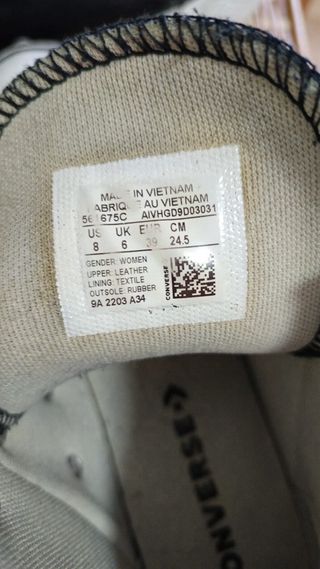 MADE IN VIETNAM
FABRIQUE AU VIETNAM
675C AIVHGD9D03031
US UK EUR CM
8 6 39 24.5
GENDER: WOMEN
UPPER: LEATHER
LINING: TEXTILE
OUTSOLE: RUBBER
9A 2203 A34
CONVERSE
CONVERSE